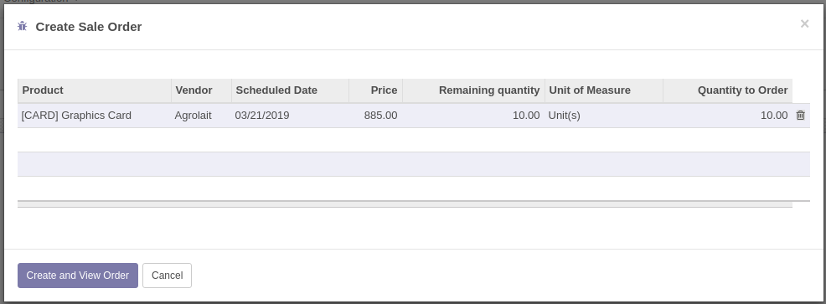 Create Sale Order
×
Product Vendor Scheduled Date Price Remaining quantity Unit of Measure Quantity to Order
[CARD] Graphics Card Agrolait 03/21/2019 885.00 10.00 Unit(s) 10.00
Create and View Order Cancel